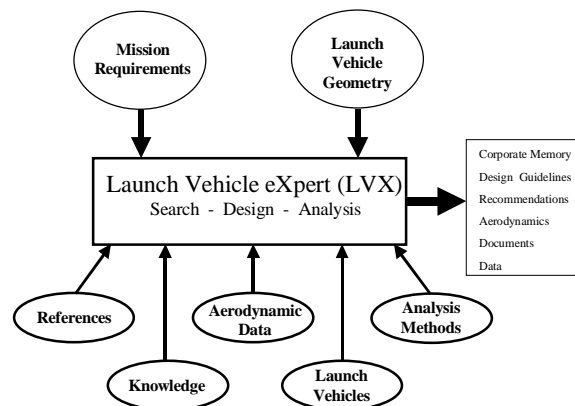 Mission
Requirements
Launch
Vehicle
Geometry
Launch Vehicle eXpert (LVX)
Search - Design - Analysis
Corporate Memory
Design Guidelines
Recommendations
Aerodynamics
Documents
Data
References
Knowledge
Aerodynamic
Data
Launch
Vehicles
Analysis
Methods